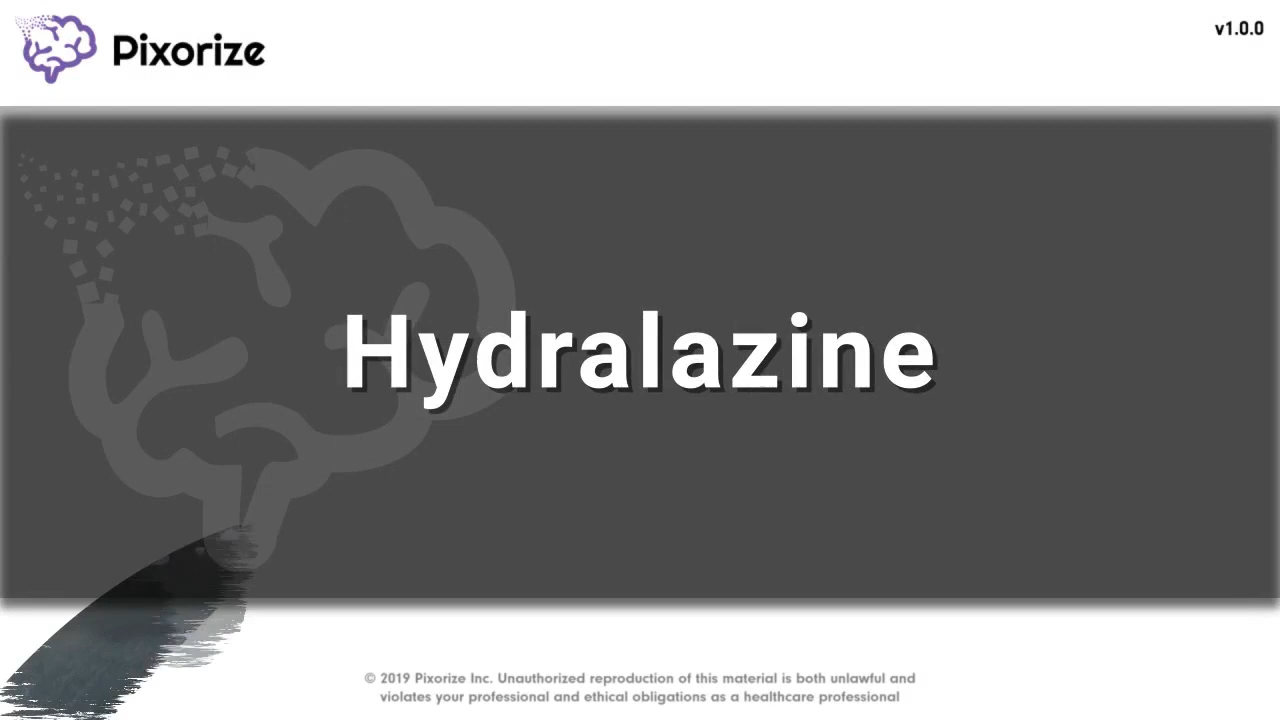 Pixorize
v1.0.0
Hydralazine
© 2019 Pixorize Inc. Unauthorized reproduction of this material is both unlawful and
violates your professional and ethical obligations as a healthcare professional